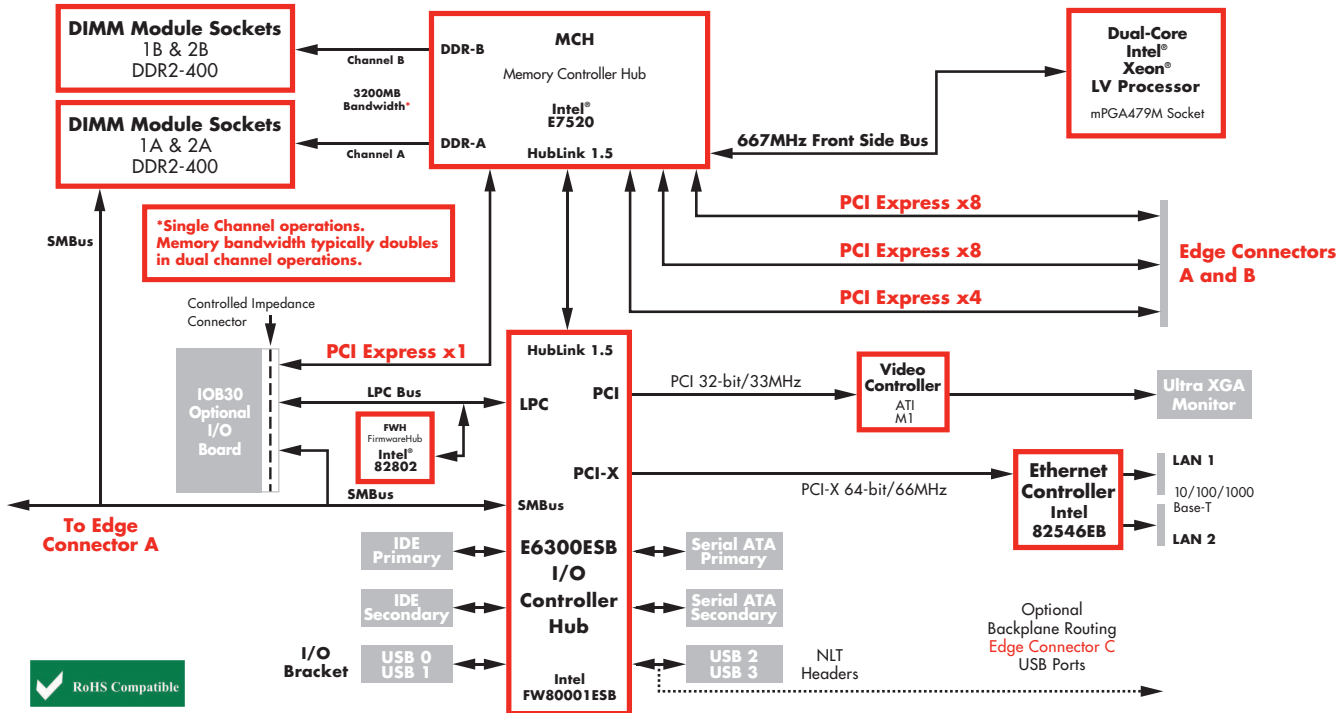 DIMM Module Sockets
1B & 2B
DDR2-400
Channel B
3200MB
Bandwidth*
DIMM Module Sockets
1A & 2A
DDR2-400
Channel A
DDR-B
MCH
Memory Controller Hub
Intel®
E7520
DDR-A
HubLink 1.5
Dual-Core
Intel®
Xeon®
LV Processor
mPGA479M Socket
667MHz Front Side Bus
PCI Express x8
PCI Express x8
PCI Express x4
Edge Connectors
A and B
SMBus
*Single Channel operations.
Memory bandwidth typically doubles
in dual channel operations.
Controlled Impedance
Connector
PCI Express x1
IOB30
Optional
I/O
Board
LPC Bus
FWH
FirmwareHub
Intel®
82802
SMBus
To Edge
Connector A
HubLink 1.5
LPC
PCI
PCI-X
SMBus
E6300ESB
I/O
Controller
Hub
Intel
FW80001ESB
PCI 32-bit/33MHz
Video
Controller
ATI
M1
Ultra XGA
Monitor
PCI-X 64-bit/66MHz
Ethernet
Controller
Intel
82546EB
LAN 1
10/100/1000
Base-T
LAN 2
IDE
Primary
Serial ATA
Primary
IDE
Secondary
Serial ATA
Secondary
I/O
Bracket
USB 0
USB 1
USB 2
USB 3
NLT
Headers
Optional
Backplane Routing
Edge Connector C
USB Ports
RoHS Compatible